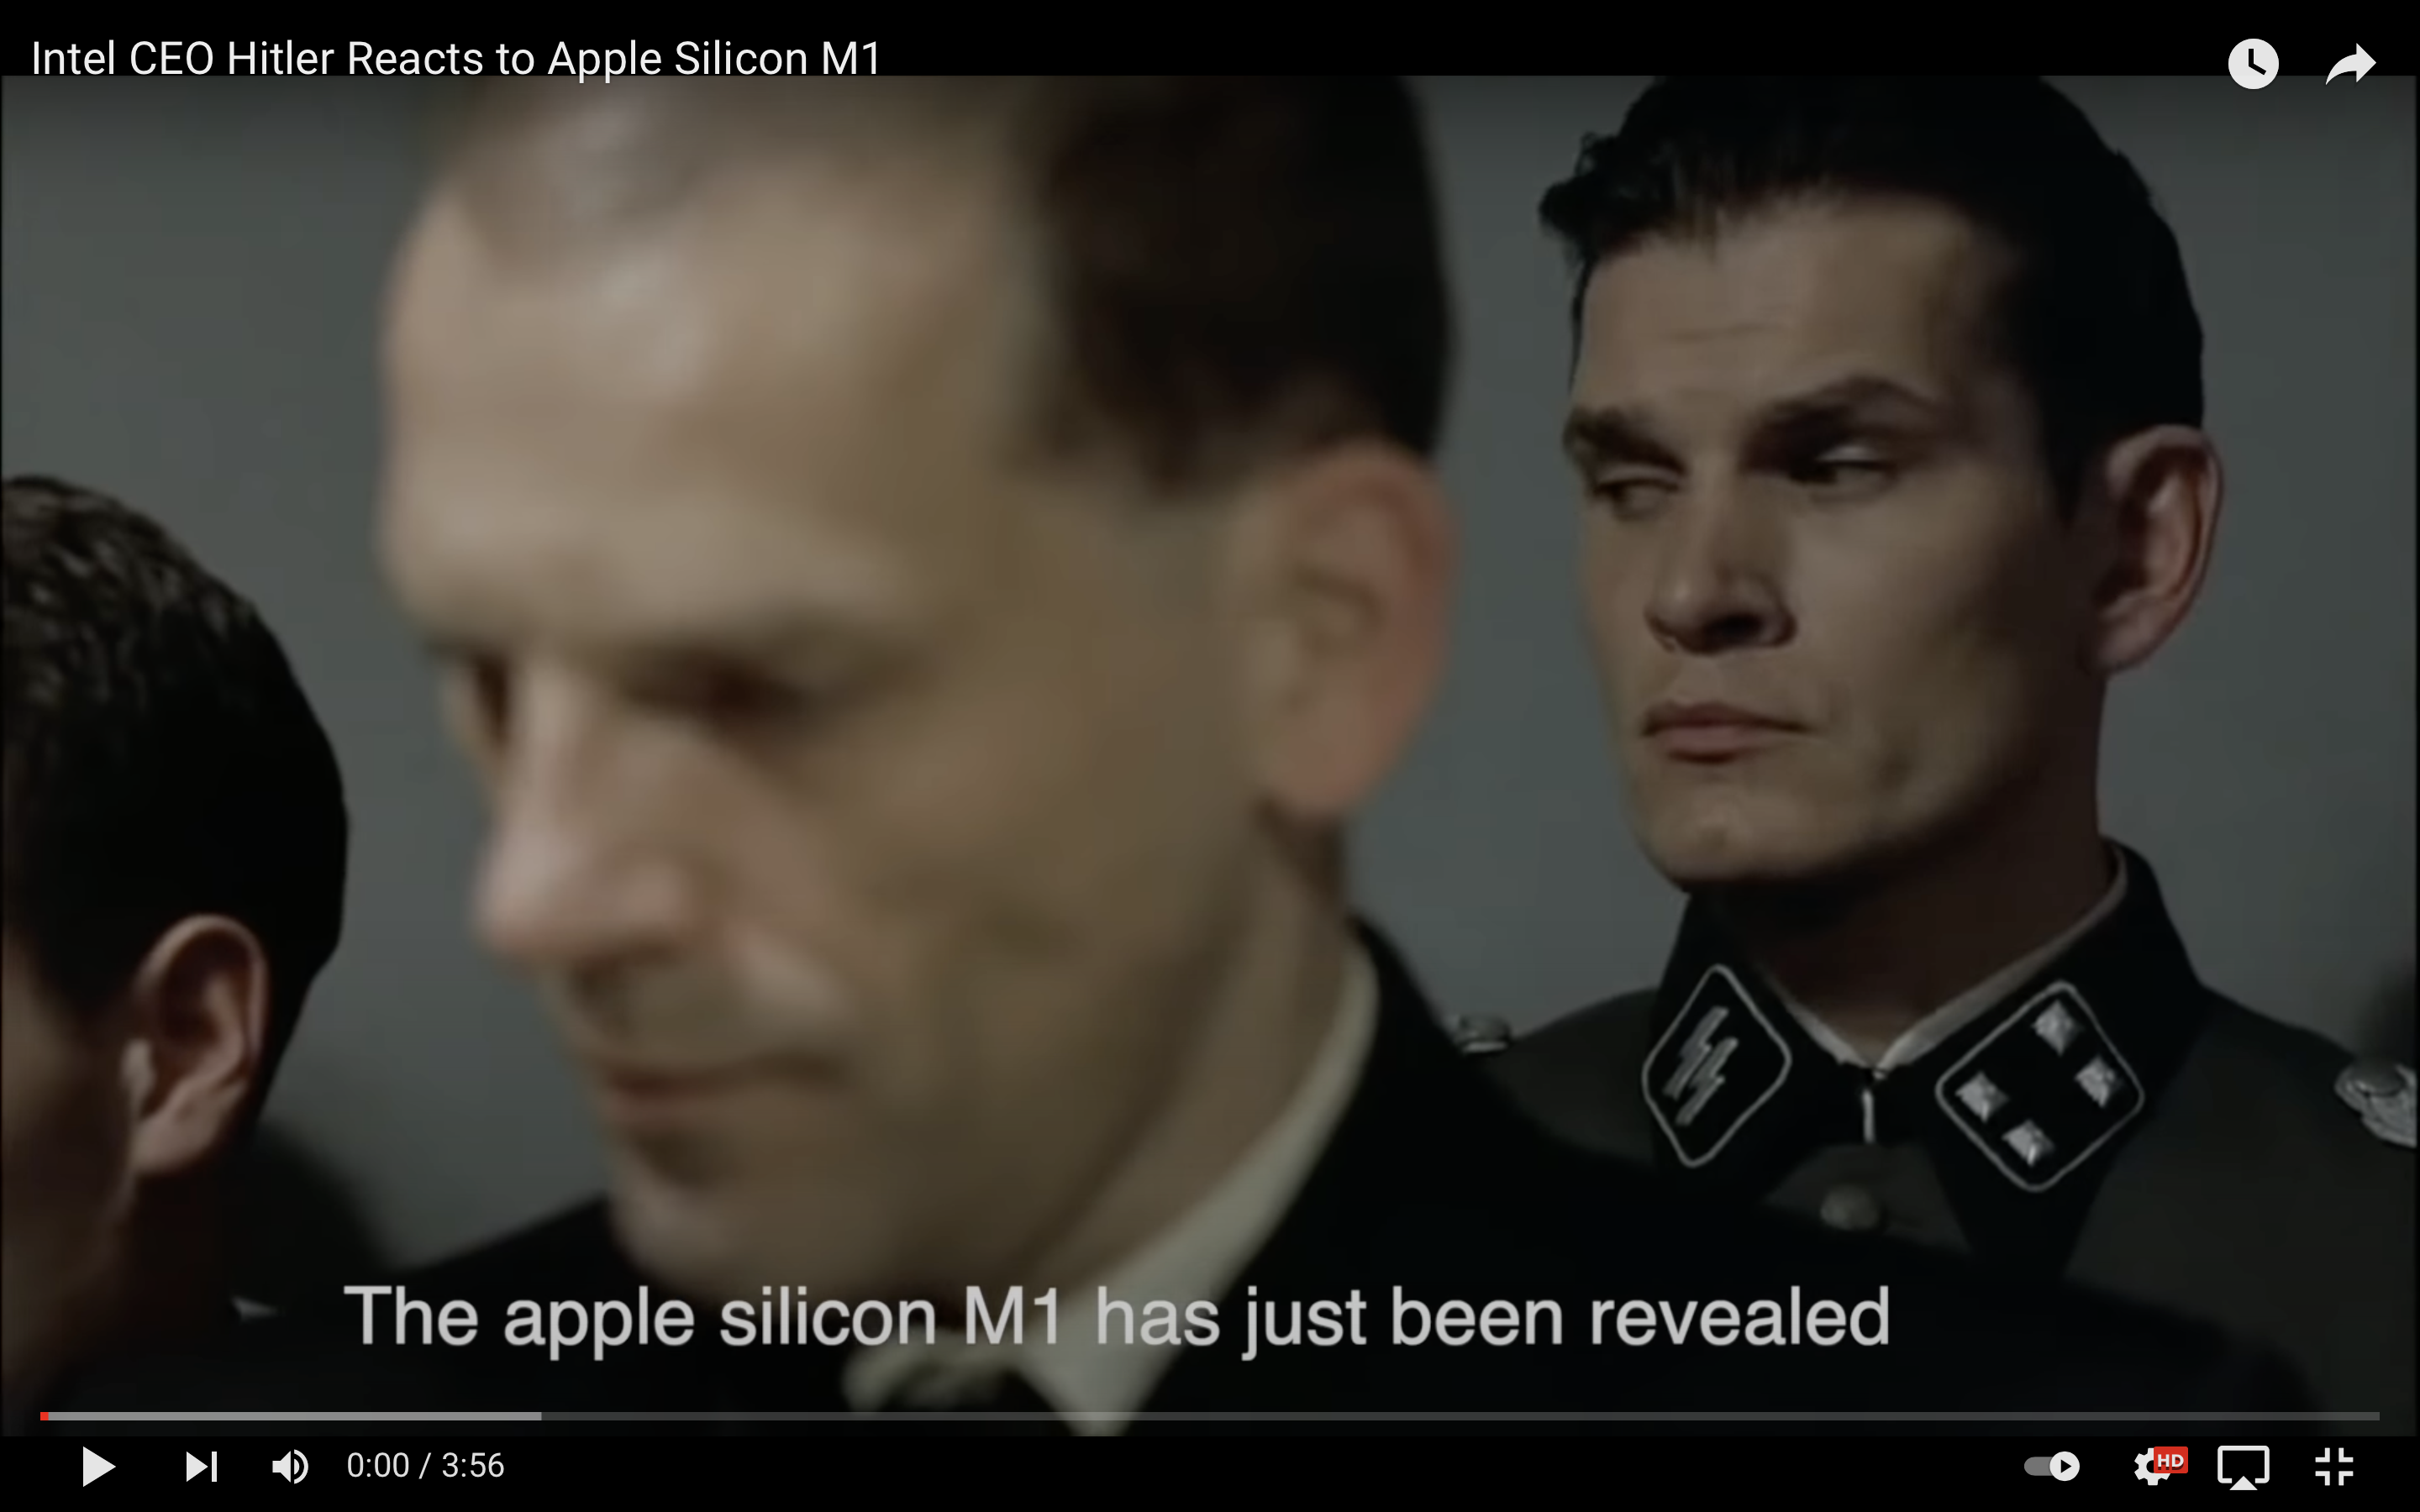 Intel CEO Hitler Reacts to Apple Silicon M1
The apple silicon M1 has just been revealed
0:00 / 3:56
HD